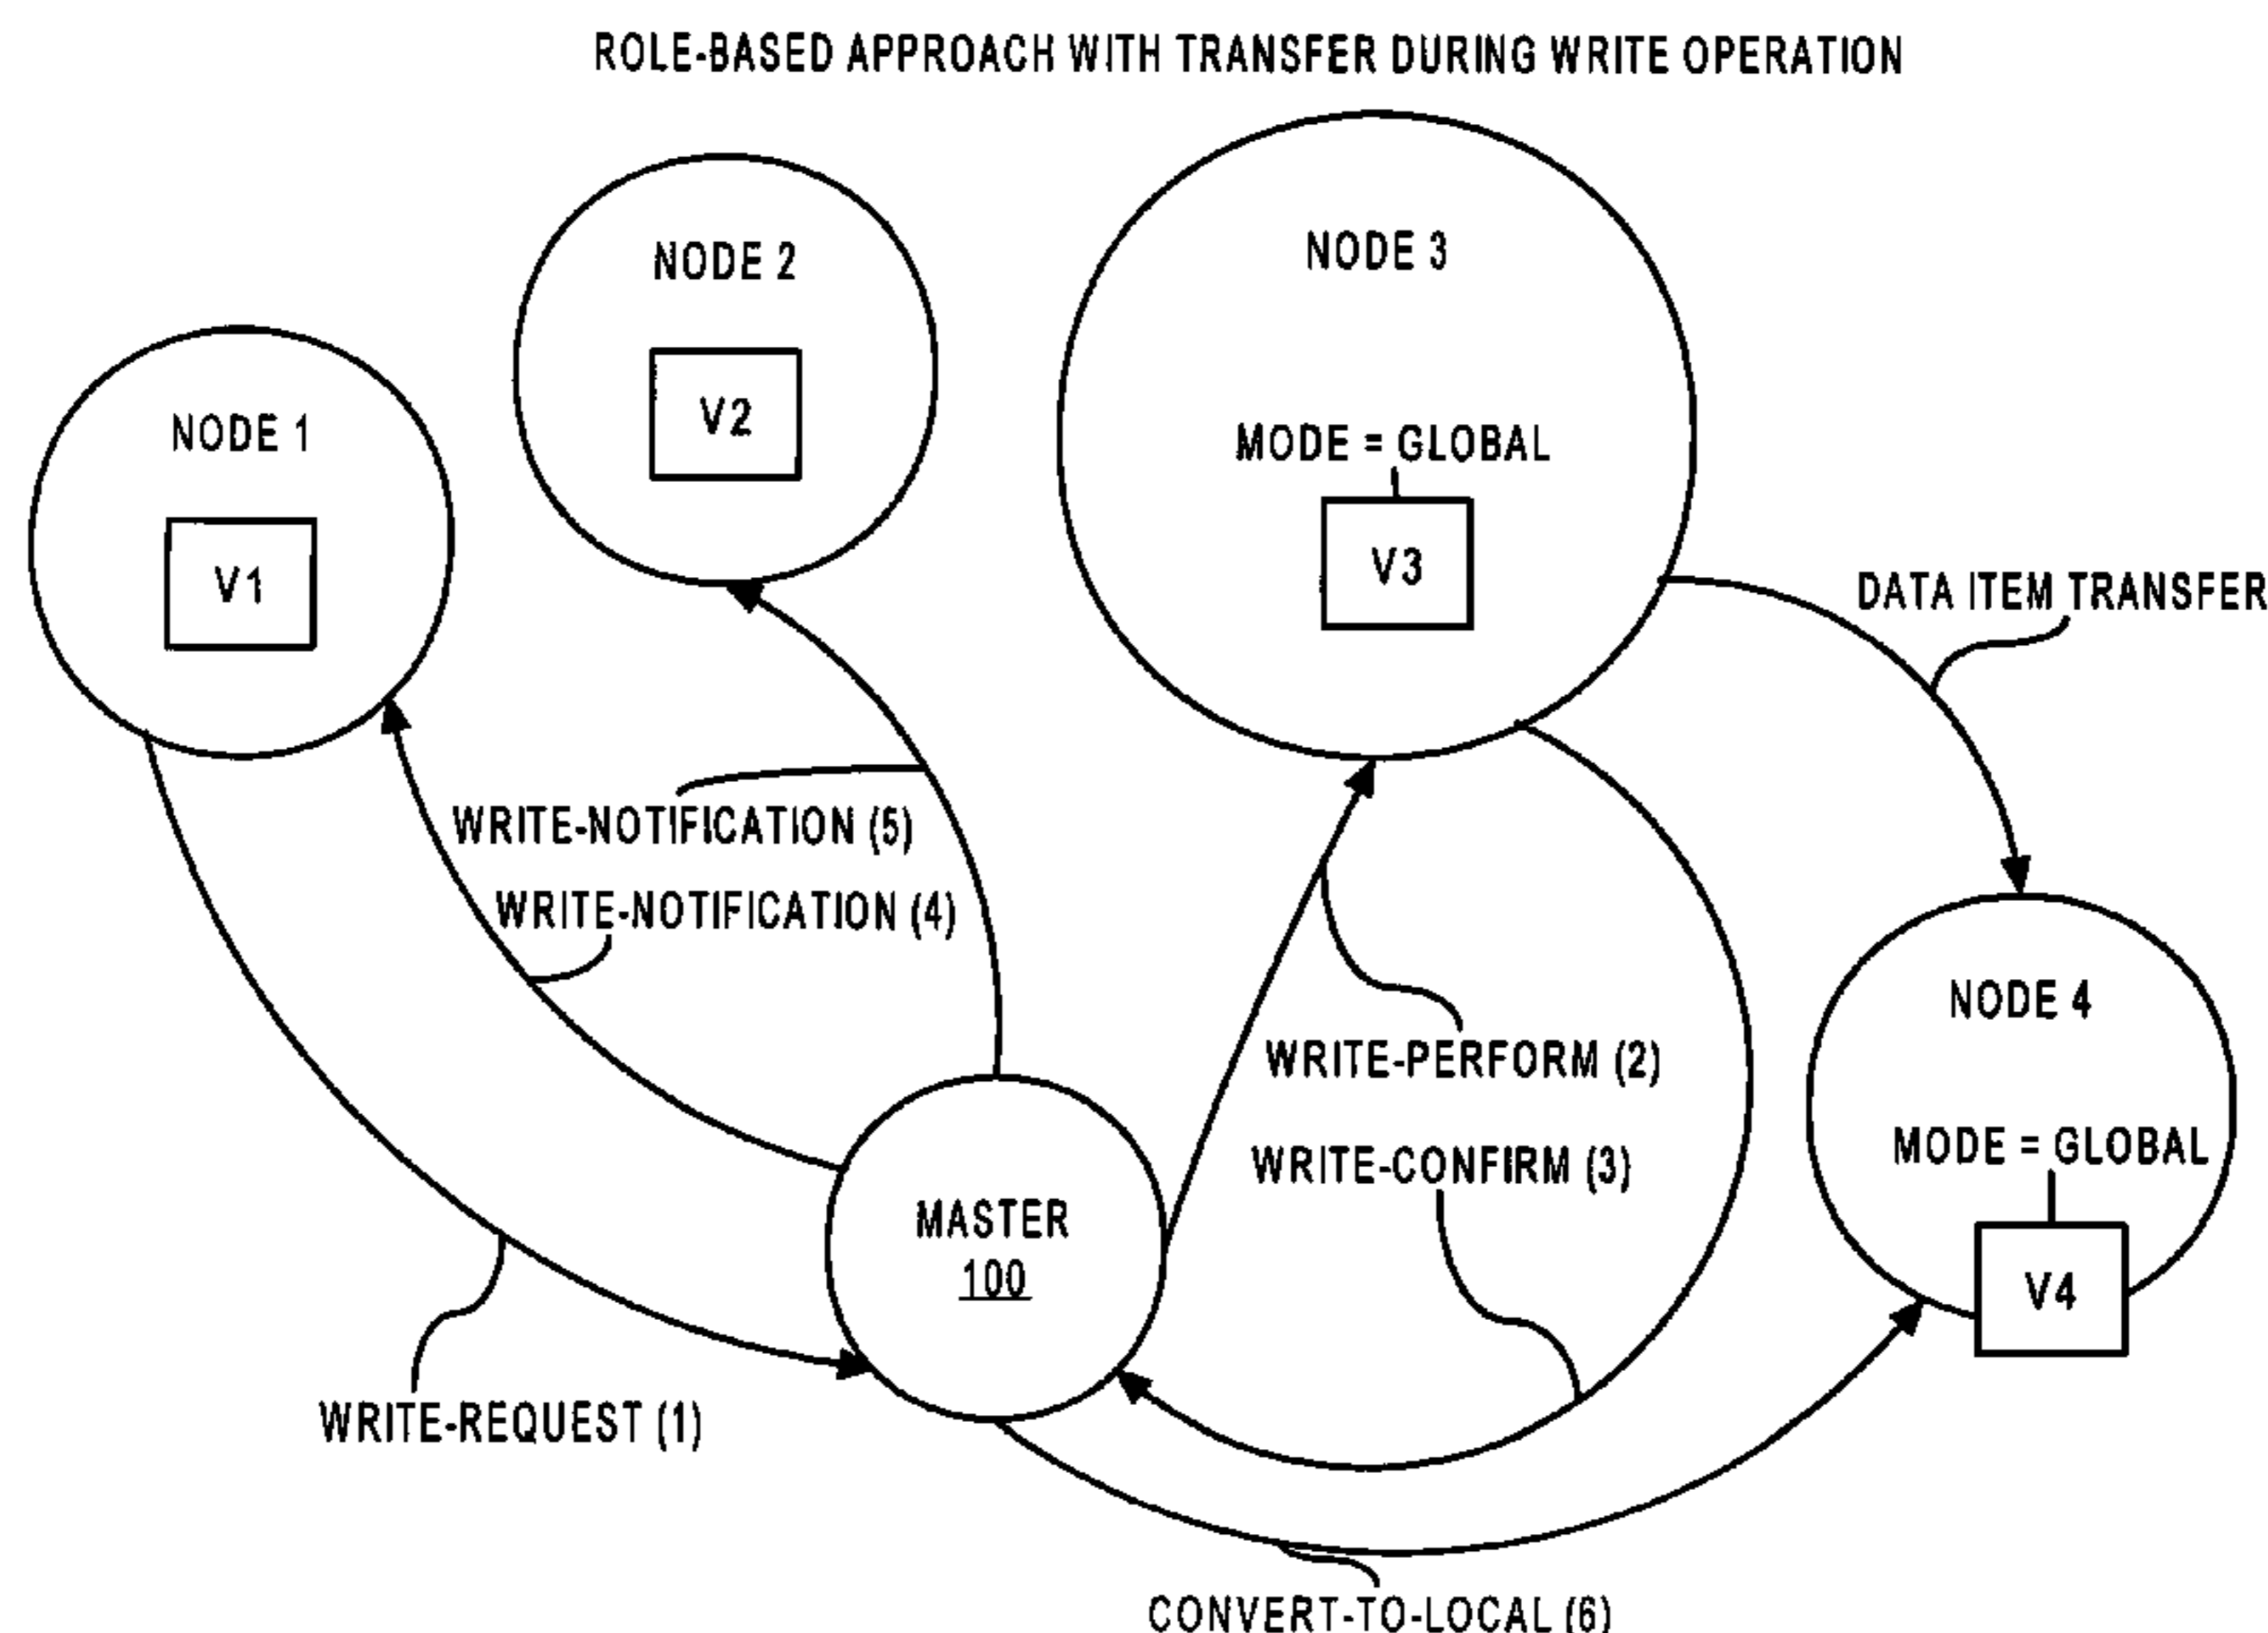 ROLE-BASED APPROACH WITH TRANSFER DURING WRITE OPERATION
NODE 1
V1
NODE 2
V2
NODE 3
MODE = GLOBAL
V3
DATA ITEM TRANSFER
WRITE-NOTIFICATION (5)
WRITE-NOTIFICATION (4)
WRITE-PERFORM (2)
WRITE-CONFIRM (3)
NODE 4
MODE = GLOBAL
V4
MASTER
100
WRITE-REQUEST (1)
CONVERT-TO-LOCAL (6)